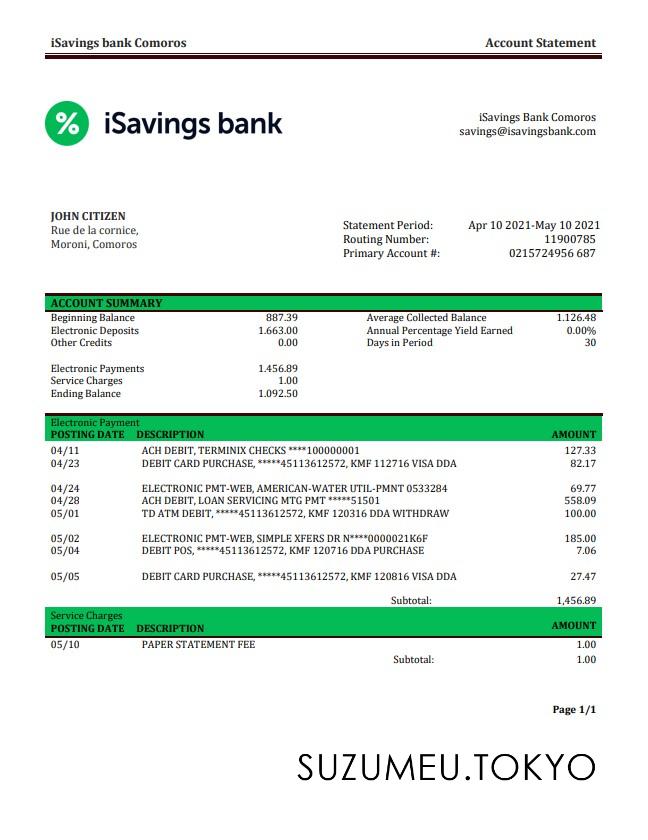 iSavings bank Comoros Account Statement
% iSavings bank
iSavings Bank Comoros
savings@isavingsbank.com
JOHN CITIZEN
Rue de la cornice,
Moroni, Comoros
Statement Period: Apr 10 2021-May 10 2021
Routing Number: 11900785
Primary Account #: 0215724956 687
ACCOUNT SUMMARY
Beginning Balance 887.39 Average Collected Balance 1.126.48
Electronic Deposits 1.663.00 Annual Percentage Yield Earned 0.00%
Other Credits 0.00 Days in Period 30
Electronic Payments 1.456.89
Service Charges 1.00
Ending Balance 1.092.50
Electronic Payment
POSTING DATE DESCRIPTION AMOUNT
04/11 ACH DEBIT, TERMINIX CHECKS ****100000001 127.33
04/23 DEBIT CARD PURCHASE, *****45113612572, KMF 112716 VISA DDA 82.17
04/24 ELECTRONIC PMT-WEB, AMERICAN-WATER UTIL-PMNT 0533284 69.77
04/28 ACH DEBIT, LOAN SERVICING MTG PMT *****51501 558.09
05/01 TD ATM DEBIT, *****45113612572, KMF 120316 DDA WITHDRAW 100.00
05/02 ELECTRONIC PMT-WEB, SIMPLE XFERS DR N****0000021K6F 185.00
05/04 DEBIT POS, *****45113612572, KMF 120716 DDA PURCHASE 7.06
05/05 DEBIT CARD PURCHASE, *****45113612572, KMF 120816 VISA DDA 27.47
Subtotal: 1,456.89
Service Charges
POSTING DATE DESCRIPTION AMOUNT
05/10 PAPER STATEMENT FEE 1.00
Subtotal: 1.00
Page 1/1
SUZUMEU.TOKYO